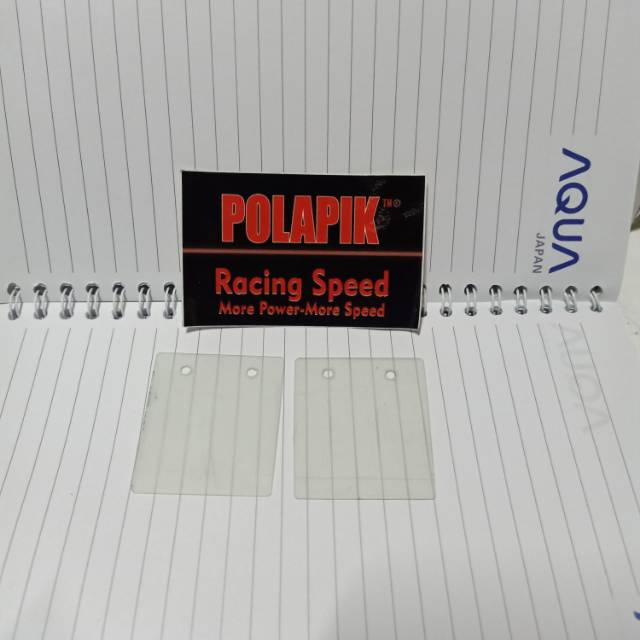 POLAPIK™®
Racing Speed
More Power-More Speed
AQUA
JAPAN